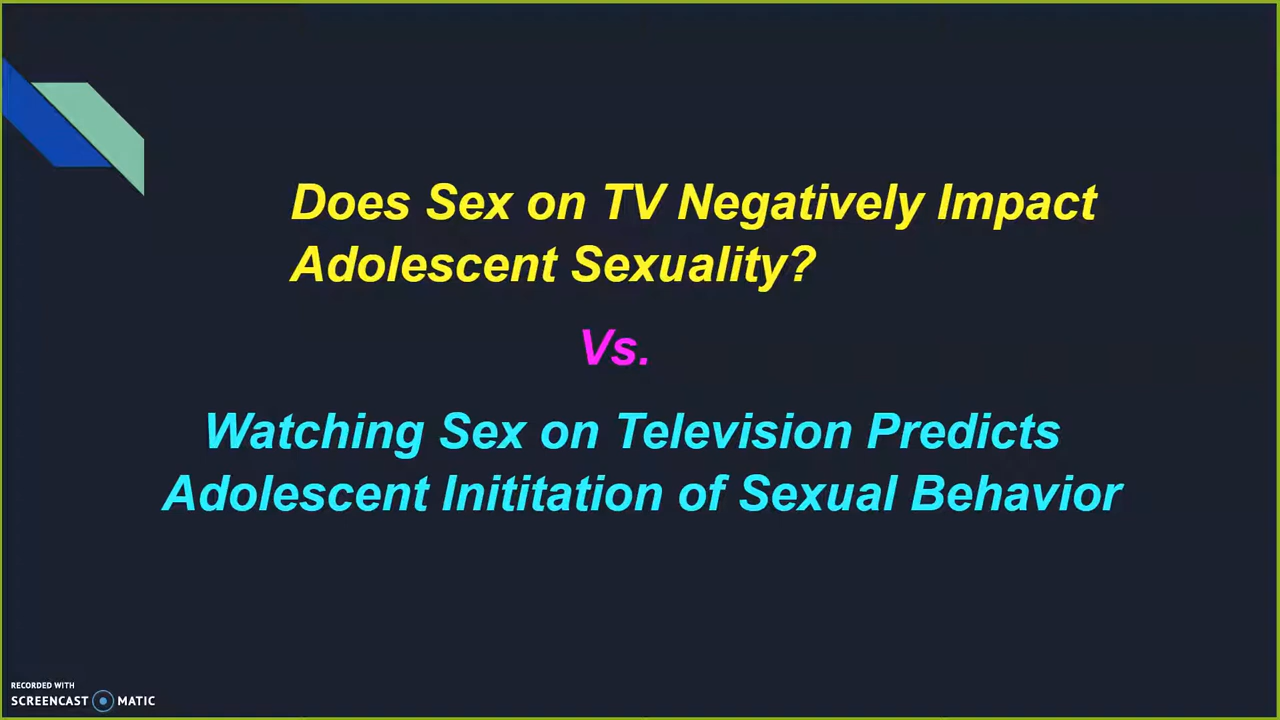 Does Sex on TV Negatively Impact
Adolescent Sexuality?
Vs.
Watching Sex on Television Predicts
Adolescent Inititation of Sexual Behavior
RECORDED WITH
SCREENCAST MATIC